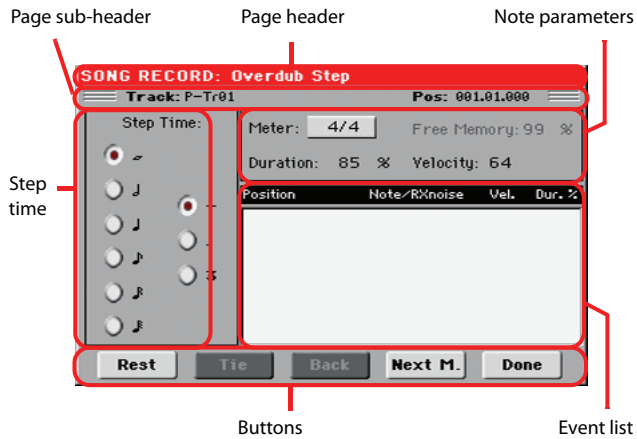 Page sub-header Page header Note parameters
SONG RECORD: Overdub Step
Track: P-Tr01 Pos: 001.01.000
Step Time: Meter: 4/4 Free Memory: 99 %
Duration: 85 % Velocity: 64
Step time
Position Note/RXnoise Vel. Dur.%
Rest Tie Back Next M. Done
Buttons Event list